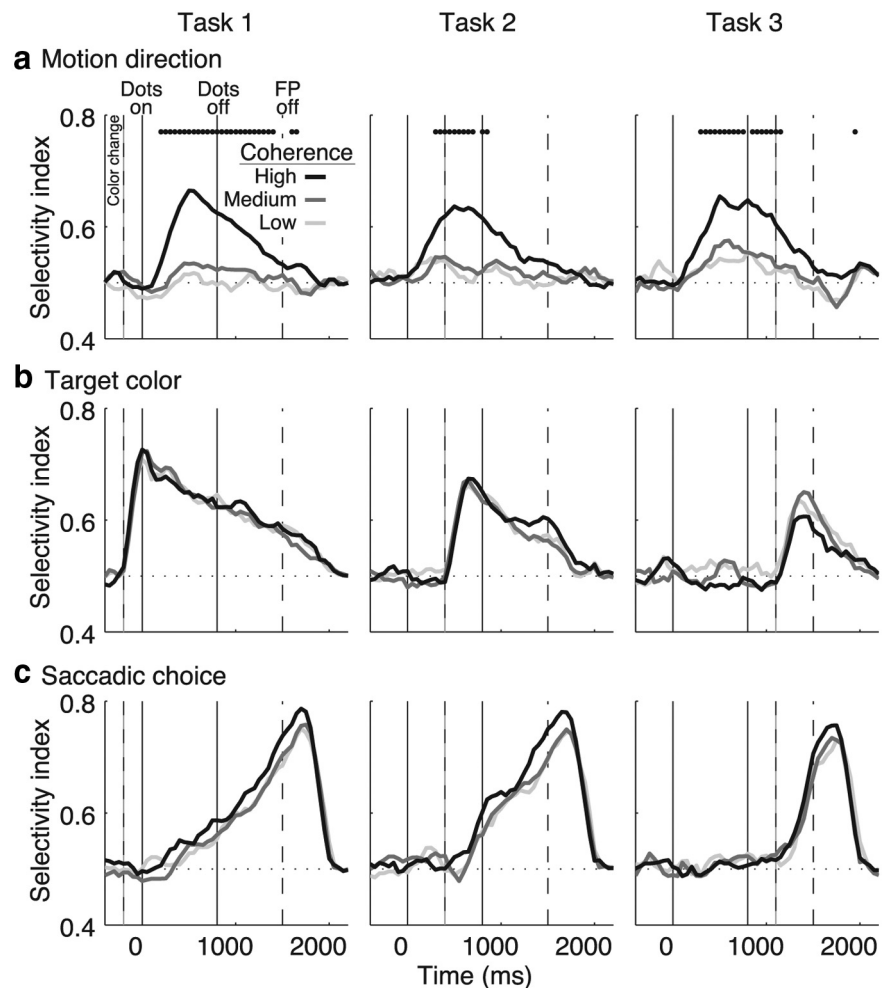 Task 1 Task 2 Task 3
a Motion direction
Dots on
Dots off
FP off
Color change
Coherence
High
Medium
Low
Selectivity index
0.8
0.6
0.4
b Target color
Selectivity index
0.8
0.6
0.4
c Saccadic choice
Selectivity index
0.8
0.6
0.4
0 1000 2000 0 1000 2000 0 1000 2000
Time (ms)